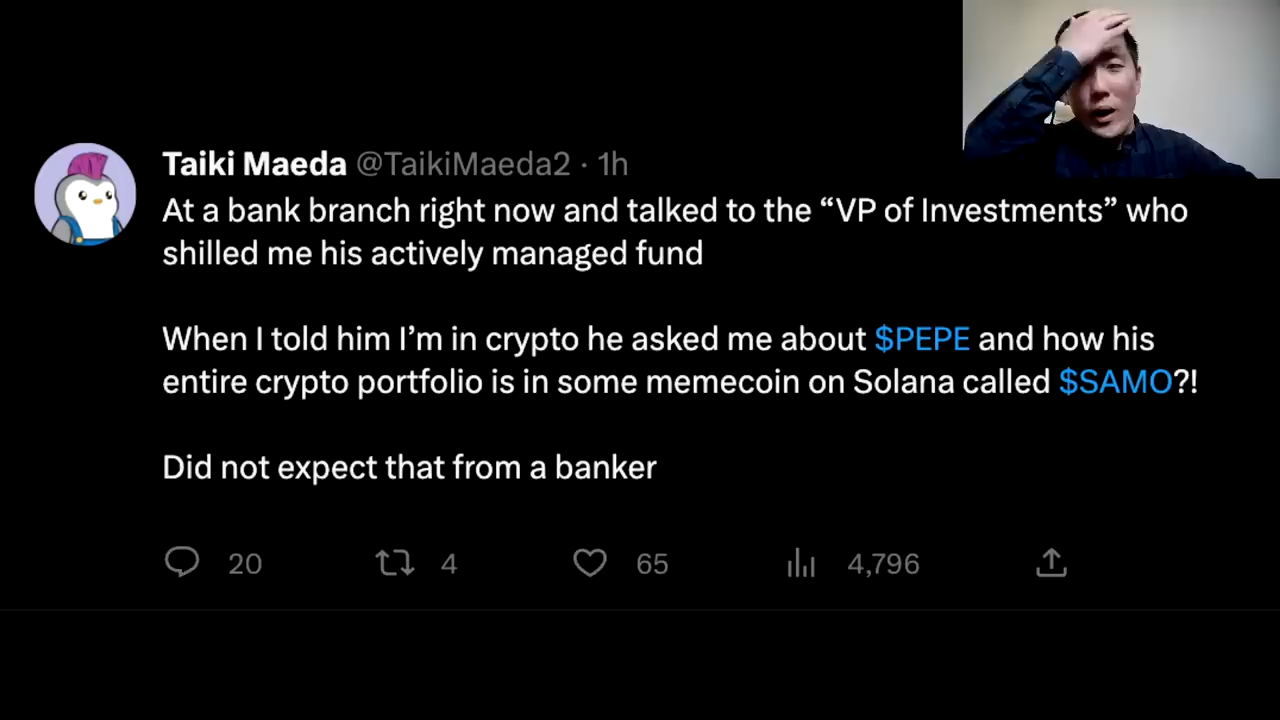 Taiki Maeda @TaikiMaeda2 · 1h
At a bank branch right now and talked to the “VP of Investments” who
shilled me his actively managed fund
When I told him I’m in crypto he asked me about $PEPE and how his
entire crypto portfolio is in some memecoin on Solana called $SAMO?!
Did not expect that from a banker
20 4 65 4,796